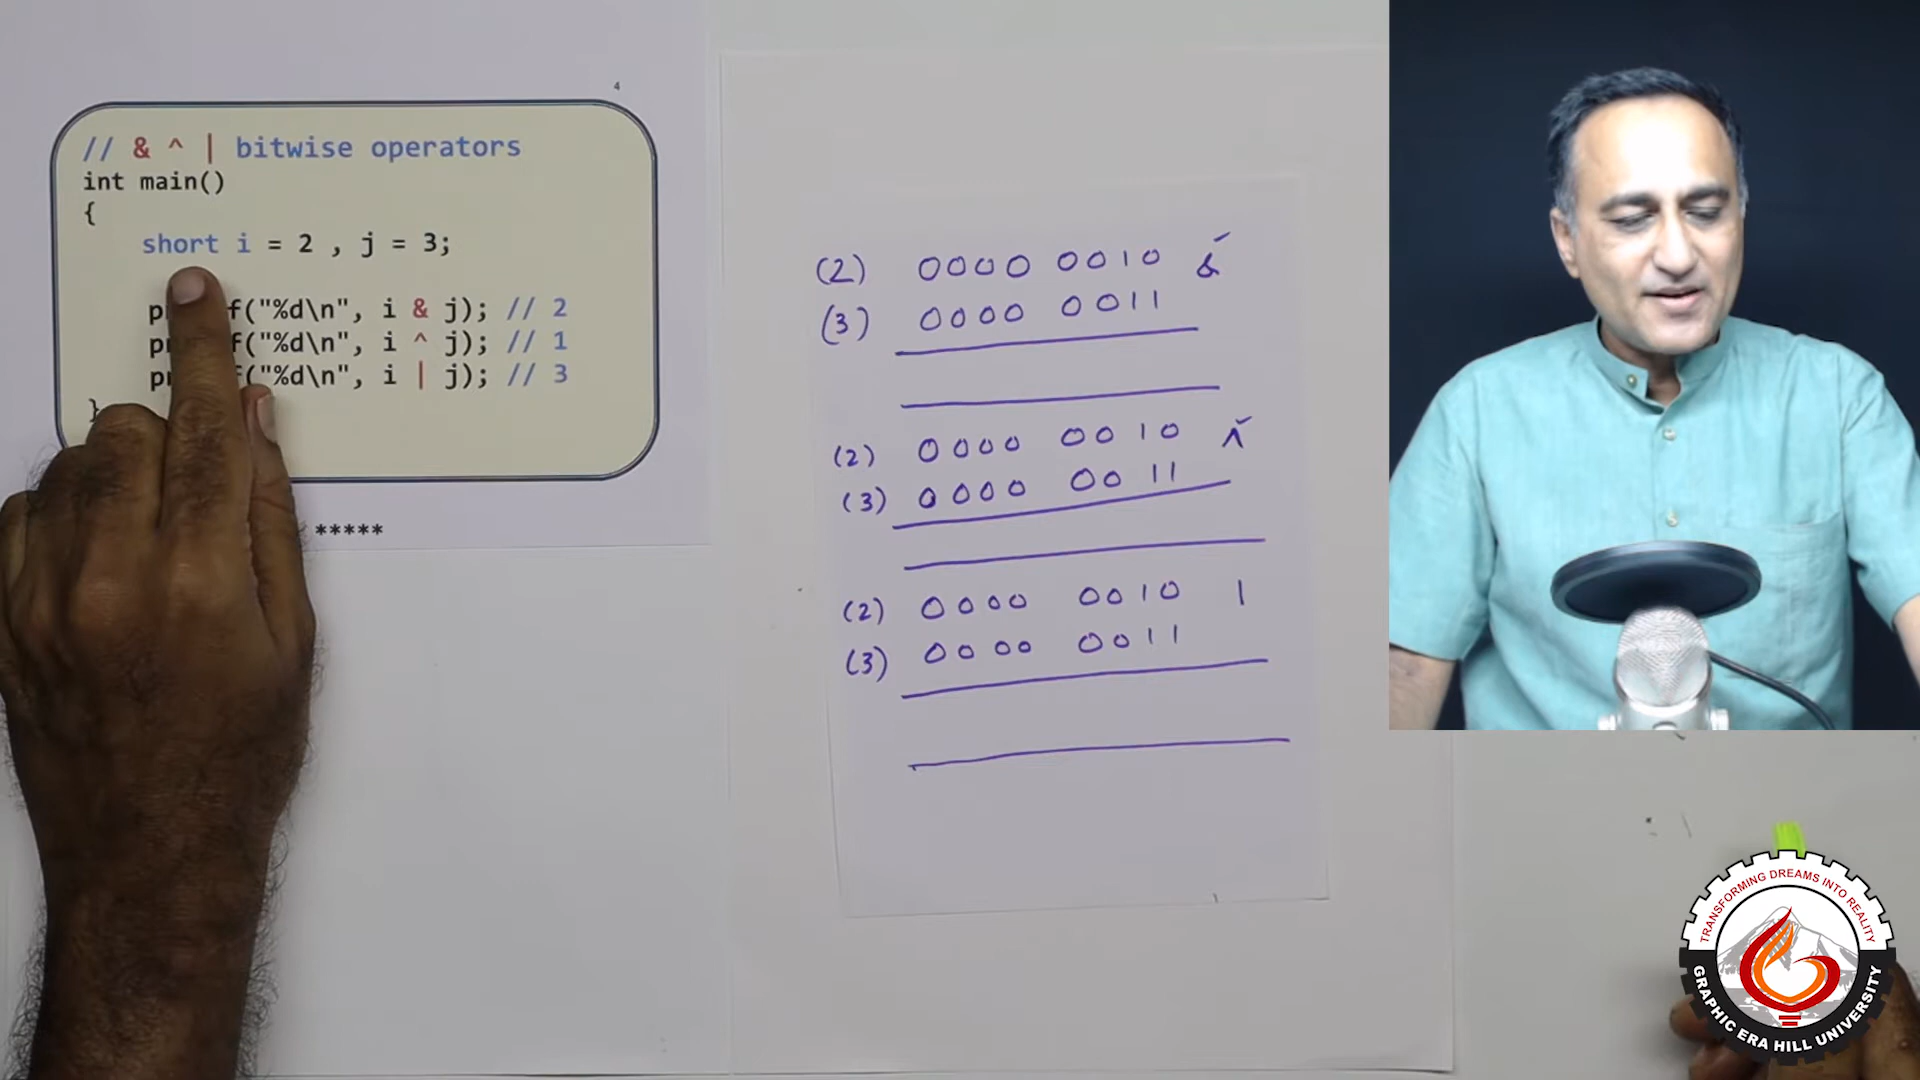 4
// & ^ | bitwise operators
int main()
{
short i = 2 , j = 3;
f("%d\n", i & j); // 2
f("%d\n", i ^ j); // 1
f("%d\n", i | j); // 3
}
*****
(2) 0000 0010 &
(3) 0000 0011
(2) 0000 0010 ^
(3) 0000 0011
(2) 0000 0010 |
(3) 0000 0011
TRANSFORMING DREAMS INTO REALITY
GRAPHIC ERA HILL UNIVERSITY